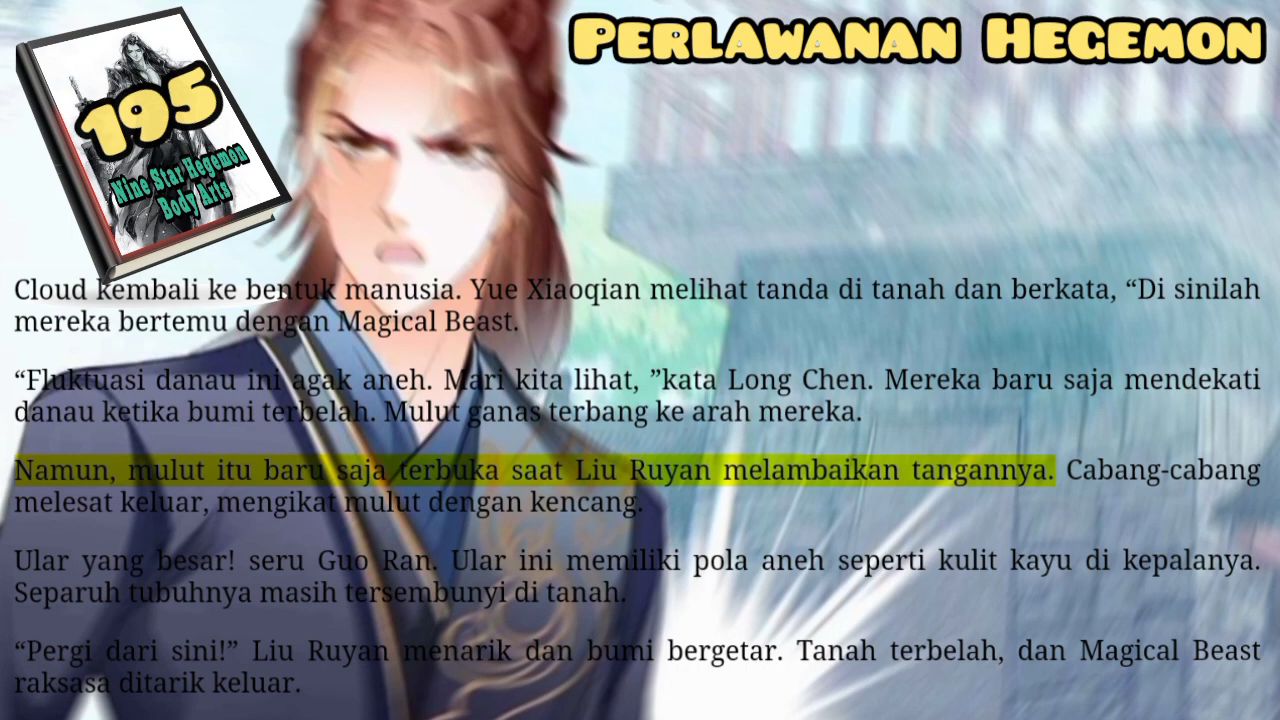 PERLAWANAN HEGEMON
195
Nine Star Hegemon
Body Arts
Cloud kembali ke bentuk manusia. Yue Xiaoqian melihat tanda di tanah dan berkata, “Di sinilah
mereka bertemu dengan Magical Beast.
“Fluktuasi danau ini agak aneh. Mari kita lihat, ”kata Long Chen. Mereka baru saja mendekati
danau ketika bumi terbelah. Mulut ganas terbang ke arah mereka.
Namun, mulut itu baru saja terbuka saat Liu Ruyan melambaikan tangannya. Cabang-cabang
melesat keluar, mengikat mulut dengan kencang.
Ular yang besar! seru Guo Ran. Ular ini memiliki pola aneh seperti kulit kayu di kepalanya.
Separuh tubuhnya masih tersembunyi di tanah.
“Pergi dari sini!” Liu Ruyan menarik dan bumi bergetar. Tanah terbelah, dan Magical Beast
raksasa ditarik keluar.